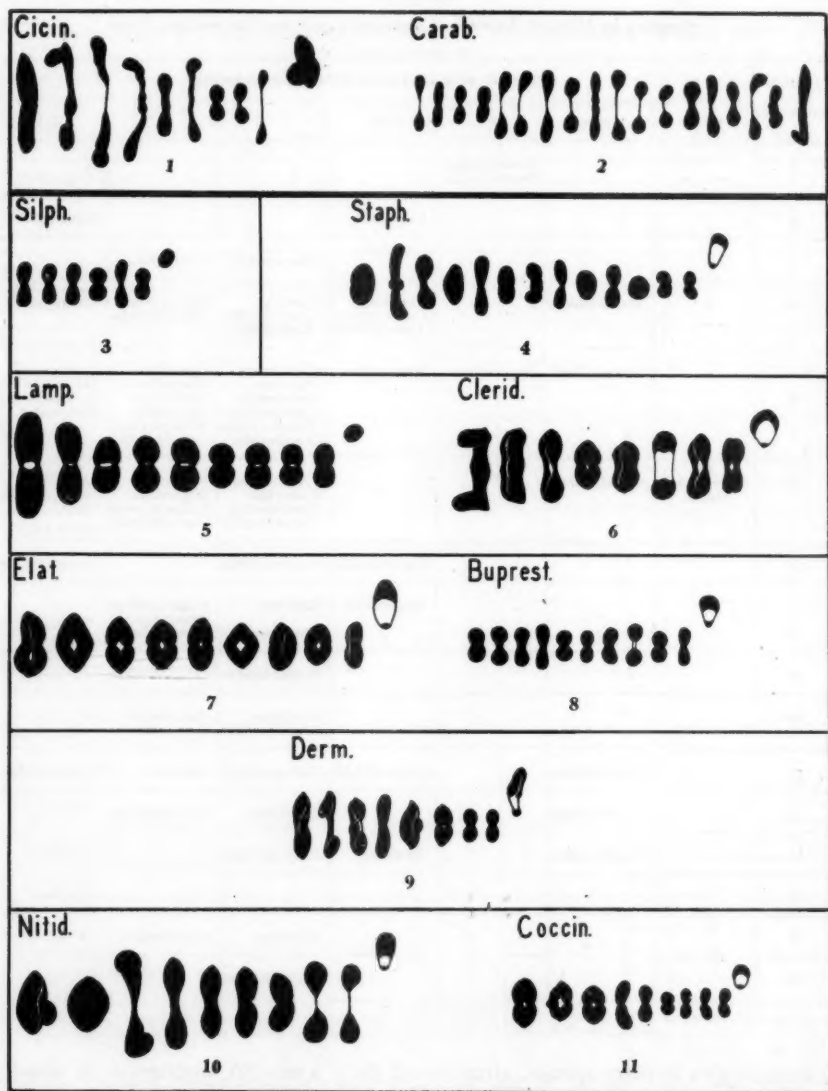 Cicin.
Carab.
1
2
Silph.
Staph.
3
4
Lamp.
Clerid.
5
6
Elat.
Buprest.
7
8
Derm.
9
Nitid.
Coccin.
10
11